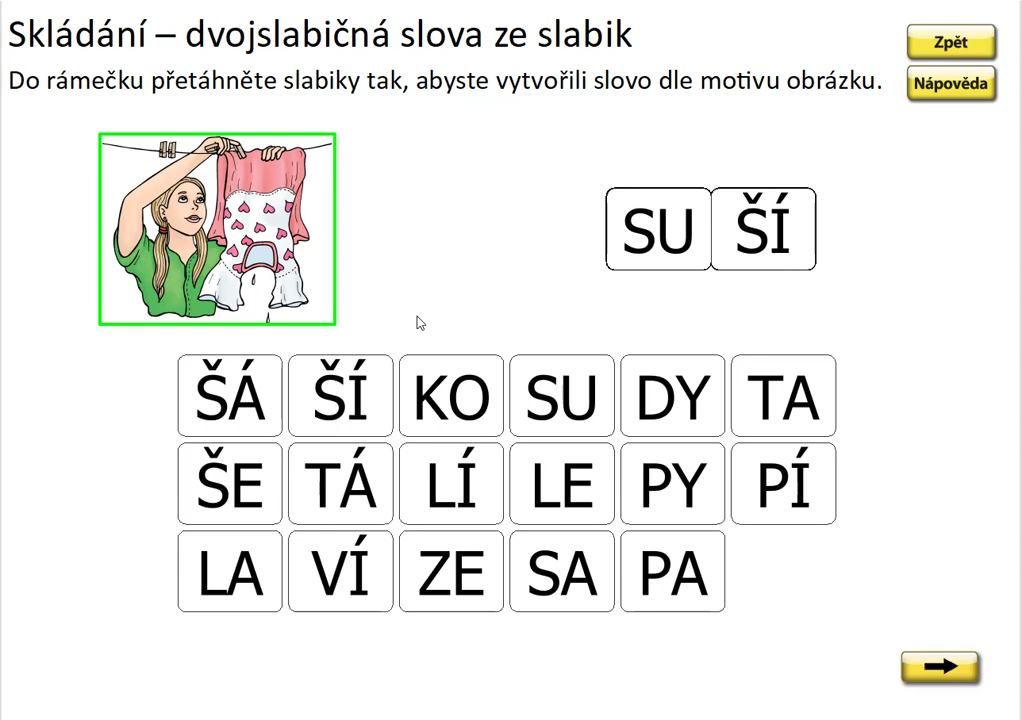 Skládání – dvojslabičná slova ze slabik
Zpět
Do rámečku přetáhněte slabiky tak, abyste vytvořili slovo dle motivu obrázku.
Nápověda
SU ŠÍ
ŠÁ ŠÍ KO SU DY TA
ŠE TÁ LÍ LE PY PÍ
LA VÍ ZE SA PA